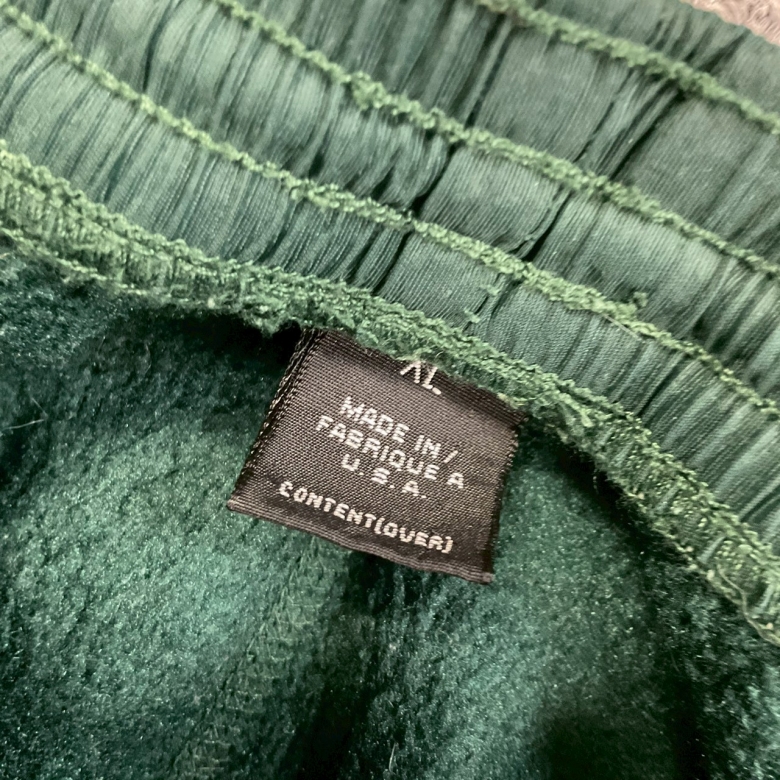 XL
MADE IN/
FABRIQUE A
U.S.A.
CONTENT(OVER)